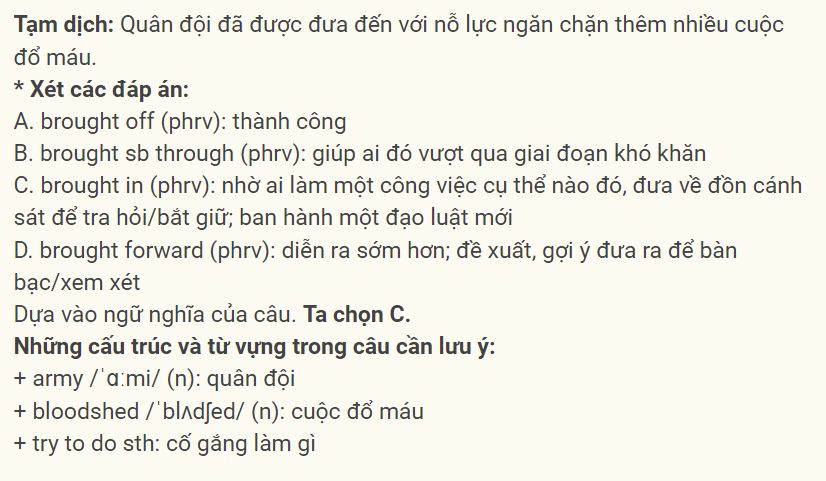 Tạm dịch: Quân đội đã được đưa đến với nỗ lực ngăn chặn thêm nhiều cuộc
đổ máu.
* Xét các đáp án:
A. brought off (phrv): thành công
B. brought sb through (phrv): giúp ai đó vượt qua giai đoạn khó khăn
C. brought in (phrv): nhờ ai làm một công việc cụ thể nào đó, đưa về đồn cánh
sát để tra hỏi/bắt giữ; ban hành một đạo luật mới
D. brought forward (phrv): diễn ra sớm hơn; đề xuất, gợi ý đưa ra để bàn
bạc/xem xét
Dựa vào ngữ nghĩa của câu. Ta chọn C.
Những cấu trúc và từ vựng trong câu cần lưu ý:
+ army /ˈɑːmi/ (n): quân đội
+ bloodshed /ˈblʌdʃed/ (n): cuộc đổ máu
+ try to do sth: cố gắng làm gì